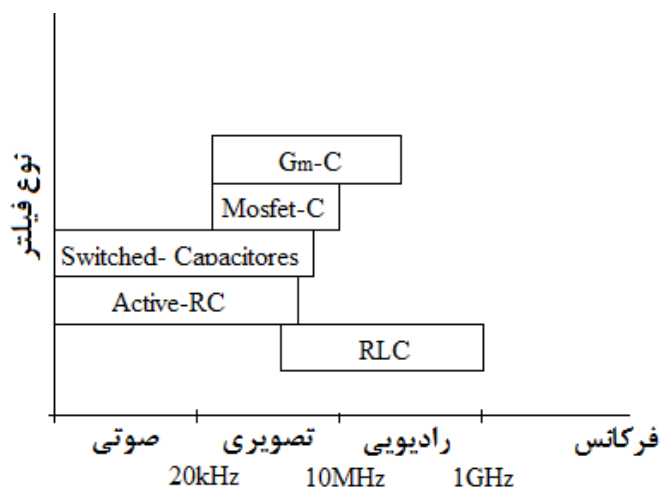 نوع فیلتر
Gm-C
Mosfet-C
Switched- Capacitores
Active-RC
RLC
صوتی
تصویری
رادیویی
فرکانس
20kHz
10MHz
1GHz